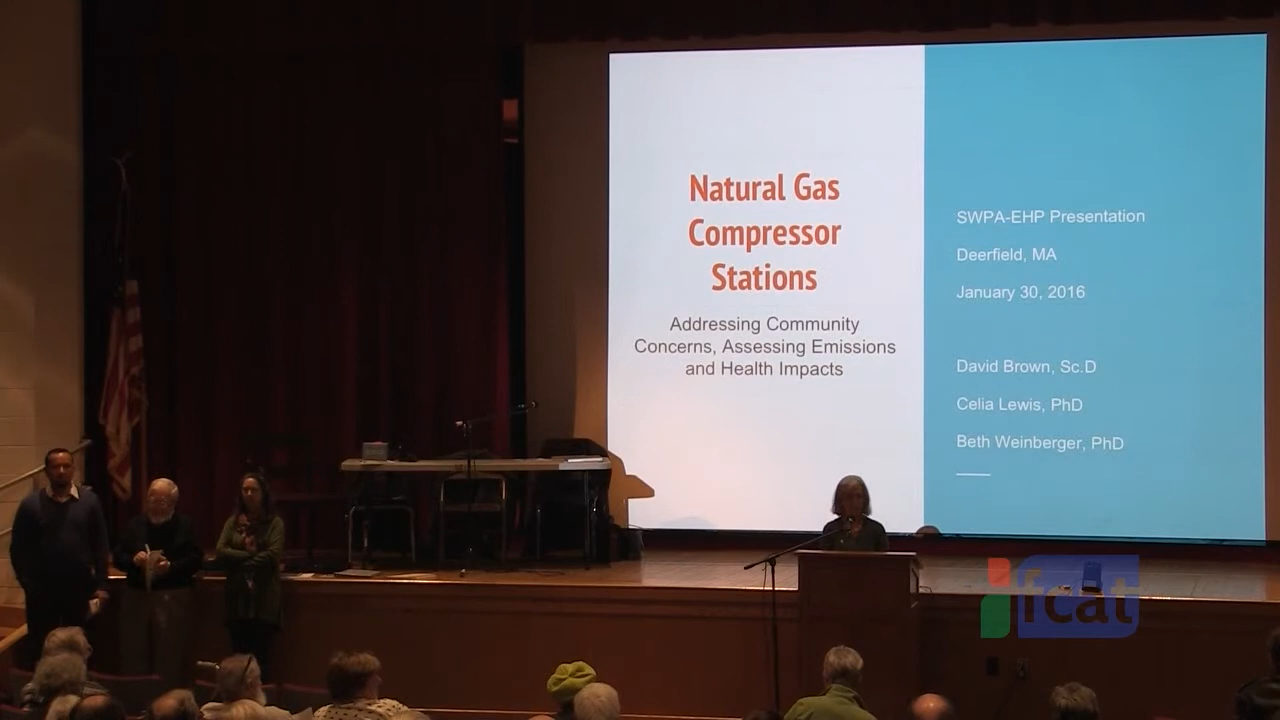 Natural Gas
Compressor
Stations
Addressing Community
Concerns, Assessing Emissions
and Health Impacts
SWPA-EHP Presentation
Deerfield, MA
January 30, 2016
David Brown, Sc.D
Celia Lewis, PhD
Beth Weinberger, PhD
fcat